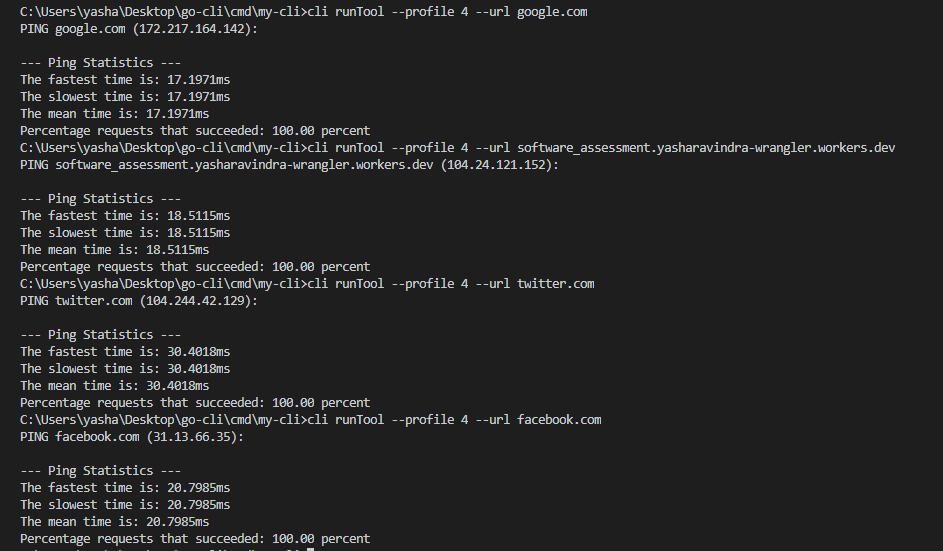 C:\Users\yasha\Desktop\go-cli\cmd\my-cli>cli runTool --profile 4 --url google.com
PING google.com (172.217.164.142):
--- Ping Statistics ---
The fastest time is: 17.1971ms
The slowest time is: 17.1971ms
The mean time is: 17.1971ms
Percentage requests that succeeded: 100.00 percent
C:\Users\yasha\Desktop\go-cli\cmd\my-cli>cli runTool --profile 4 --url software_assessment.yasharavindra-wrangler.workers.dev
PING software_assessment.yasharavindra-wrangler.workers.dev (104.24.121.152):
--- Ping Statistics ---
The fastest time is: 18.5115ms
The slowest time is: 18.5115ms
The mean time is: 18.5115ms
Percentage requests that succeeded: 100.00 percent
C:\Users\yasha\Desktop\go-cli\cmd\my-cli>cli runTool --profile 4 --url twitter.com
PING twitter.com (104.244.42.129):
--- Ping Statistics ---
The fastest time is: 30.4018ms
The slowest time is: 30.4018ms
The mean time is: 30.4018ms
Percentage requests that succeeded: 100.00 percent
C:\Users\yasha\Desktop\go-cli\cmd\my-cli>cli runTool --profile 4 --url facebook.com
PING facebook.com (31.13.66.35):
--- Ping Statistics ---
The fastest time is: 20.7985ms
The slowest time is: 20.7985ms
The mean time is: 20.7985ms
Percentage requests that succeeded: 100.00 percent